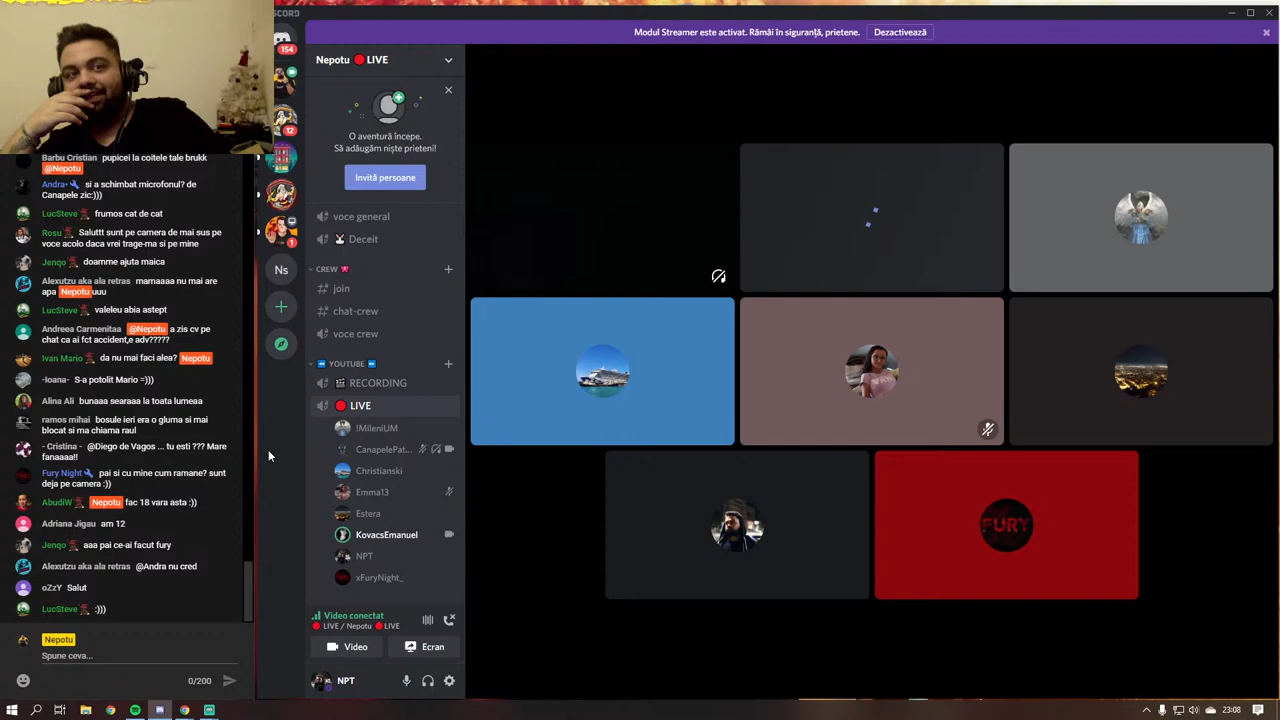 SCORD
Modul Streamer este activat. Rămâi în siguranță, prietene.
Dezactivează
154
12
1
Ns
Nepotu 🔴 LIVE
O aventură începe.
Să adăugăm niște prieteni!
Invită persoane
voce general
Deceit
CREW
join
chat-crew
voce crew
YOUTUBE
RECORDING
LIVE
!MileniUM
CanapelePat...
Christianski
Emma13
Estera
KovacsEmanuel
NPT
xFuryNight_
Video conectat
LIVE / Nepotu 🔴 LIVE
Video
Ecran
NPT
Barbu Cristian pupicei la coitele tale brukk
@Nepotu
Andra• si a schimbat microfonul? de
Canapele zic:)))
LucSteve frumos cat de cat
Rosu Saluttt sunt pe camera de mai sus pe
voce acolo daca vrei trage-ma si pe mine
Jenqo doamne ajuta maica
Alexutzu aka ala retras mamaaaa nu mai are
apa Nepotu uuu
LucSteve valeleu abia astept
Andreea Carmenitaa @Nepotu a zis cv pe
chat ca ai fct accident,e adv?????
Ivan Mario da nu mai faci alea? Nepotu
-Ioana- S-a potolit Mario =)))
Alina Ali bunaaa searaaa la toata lumeea
ramos mihai bosule ieri era o gluma si mai
blocat si ma chiama raul
- Cristina - @Diego de Vagos ... tu esti ??? Mare
fanaaaa!!
Fury Night pai si cu mine cum ramane? sunt
deja pe camera :))
AbudiW Nepotu fac 18 vara asta :))
Adriana Jigau am 12
Jenqo aaa pai ce-ai facut fury
Alexutzu aka ala retras @Andra nu cred
oZzY Salut
LucSteve :)))
Nepotu
Spune ceva...
0/200
FURY
23:08